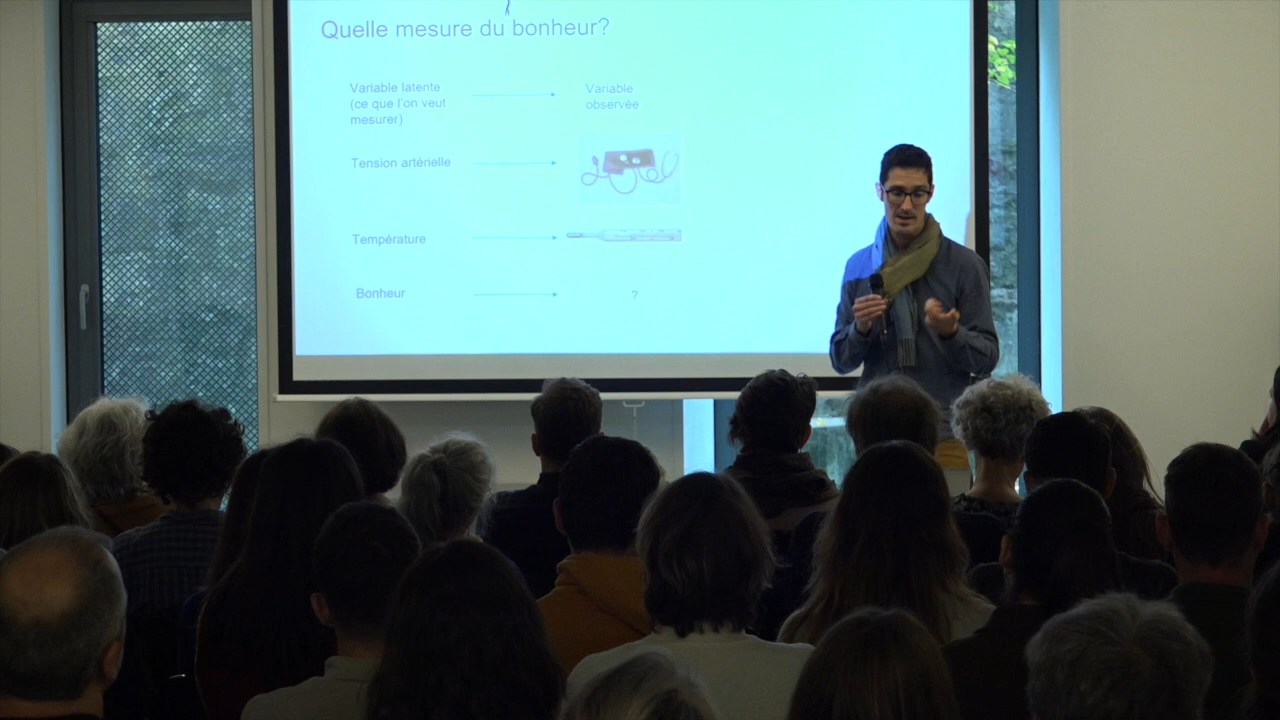 Quelle mesure du bonheur?
Variable latente
(ce que l'on veut
mesurer)
Variable
observée
Tension artérielle
Température
Bonheur
?